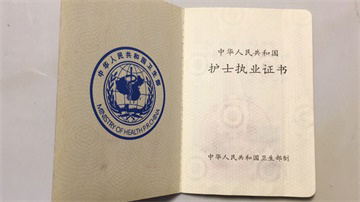 中华人民共和国卫生部
MINISTRY OF HEALTH P.R.CHINA
中华人民共和国
护士执业证书
中华人民共和国卫生部制